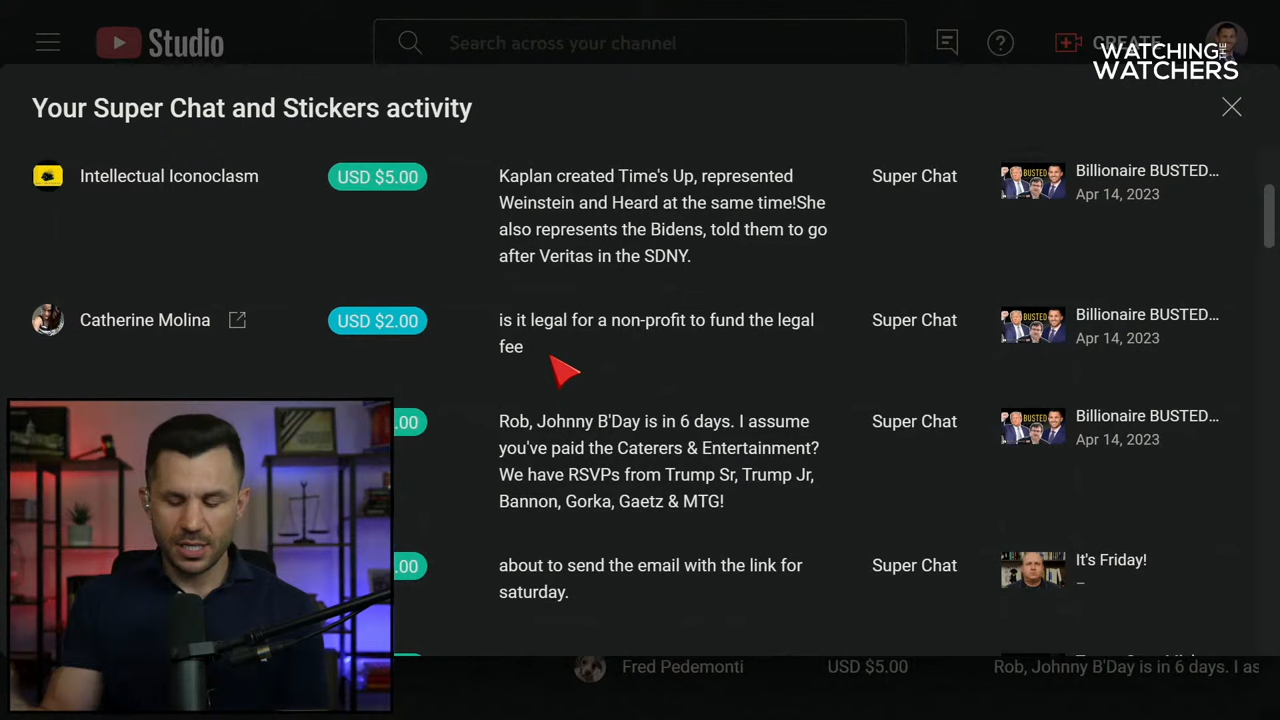 Studio
Search across your channel
CREATE
WATCHING THE
WATCHERS
Your Super Chat and Stickers activity
Intellectual Iconoclasm
USD $5.00
Kaplan created Time's Up, represented
Weinstein and Heard at the same time!She
also represents the Bidens, told them to go
after Veritas in the SDNY.
Super Chat
BUSTED
Billionaire BUSTED...
Apr 14, 2023
Catherine Molina
USD $2.00
is it legal for a non-profit to fund the legal
fee
Super Chat
BUSTED
Billionaire BUSTED...
Apr 14, 2023
.00
Rob, Johnny B'Day is in 6 days. I assume
you've paid the Caterers & Entertainment?
We have RSVPs from Trump Sr, Trump Jr,
Bannon, Gorka, Gaetz & MTG!
Super Chat
BUSTED
Billionaire BUSTED...
Apr 14, 2023
.00
about to send the email with the link for
saturday.
Super Chat
It's Friday!
–
Fred Pedemonti
USD $5.00
Rob, Johnny B'Day is in 6 days. I as